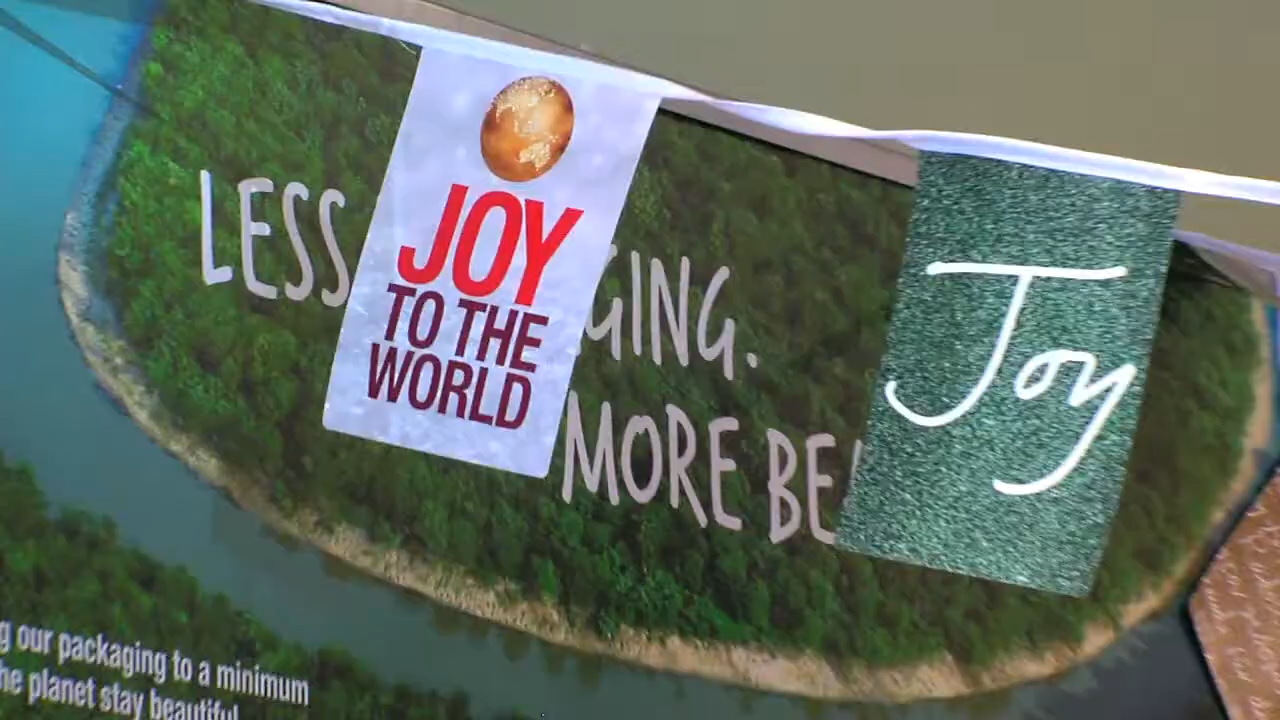 LESS
GING.
MORE BE
JOY
TO THE
WORLD
Joy
g our packaging to a minimum
he planet stay beautiful